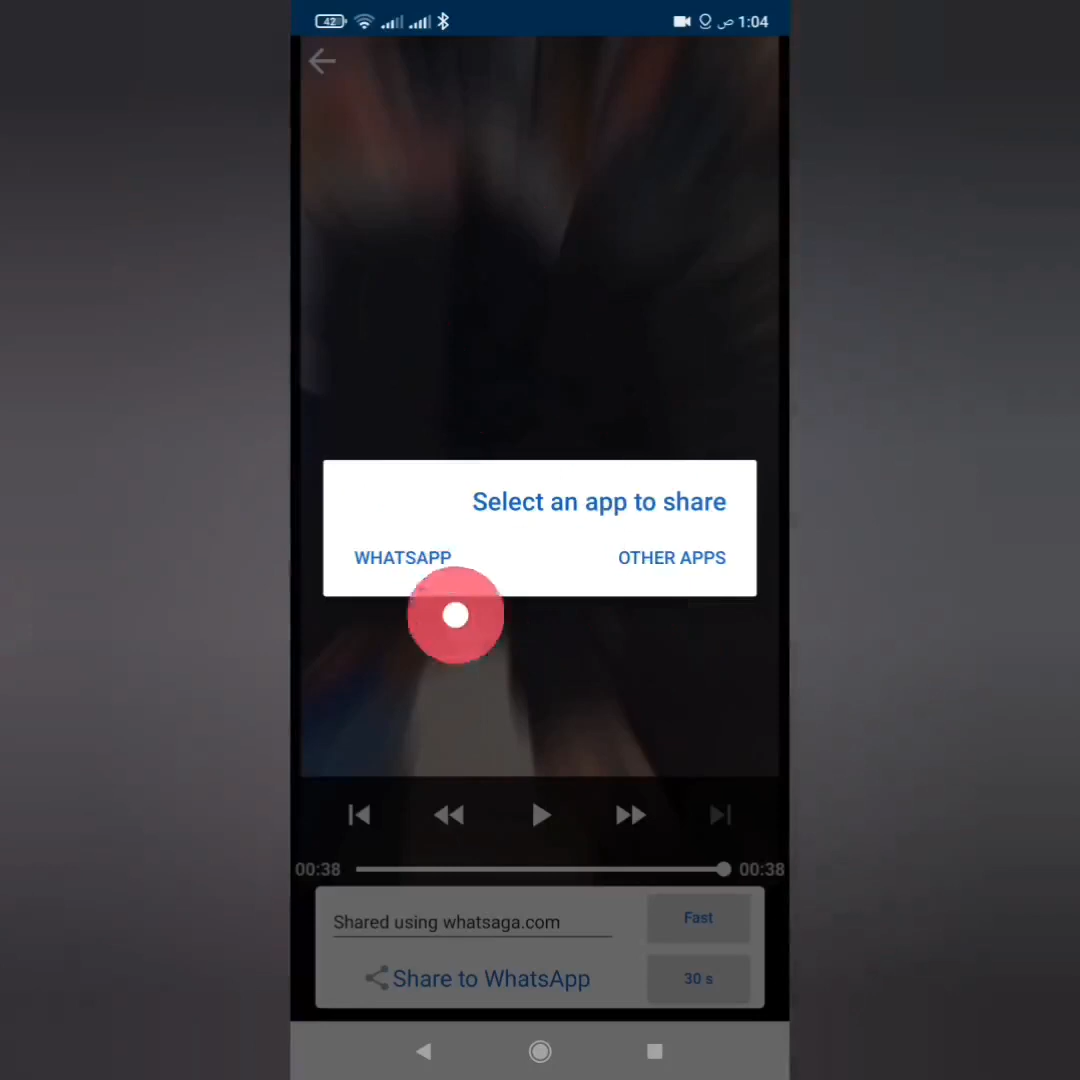 42
ص 1:04
Select an app to share
WHATSAPP
OTHER APPS
00:38
00:38
Shared using whatsaga.com
Fast
Share to WhatsApp
30 s